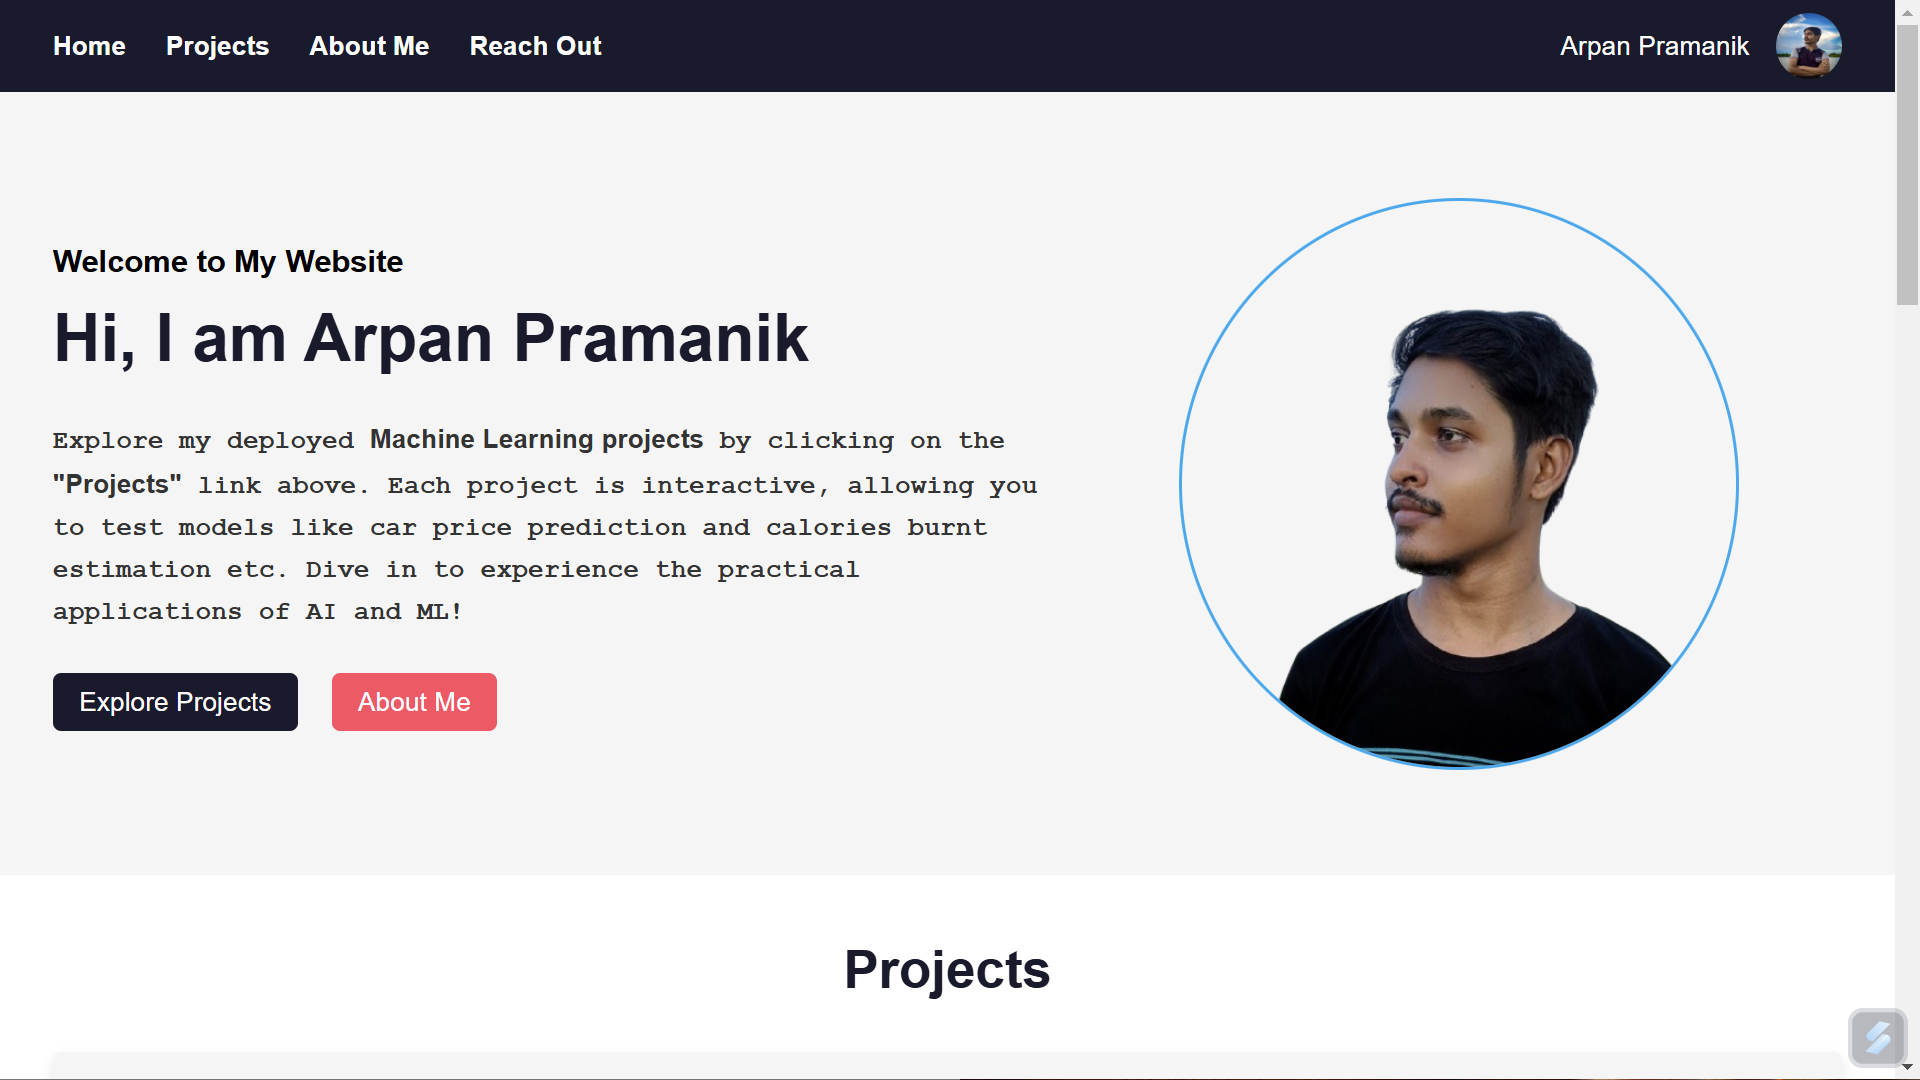 Home Projects About Me Reach Out Arpan Pramanik
Welcome to My Website
Hi, I am Arpan Pramanik
Explore my deployed Machine Learning projects by clicking on the
"Projects" link above. Each project is interactive, allowing you
to test models like car price prediction and calories burnt
estimation etc. Dive in to experience the practical
applications of AI and ML!
Explore Projects About Me
Projects